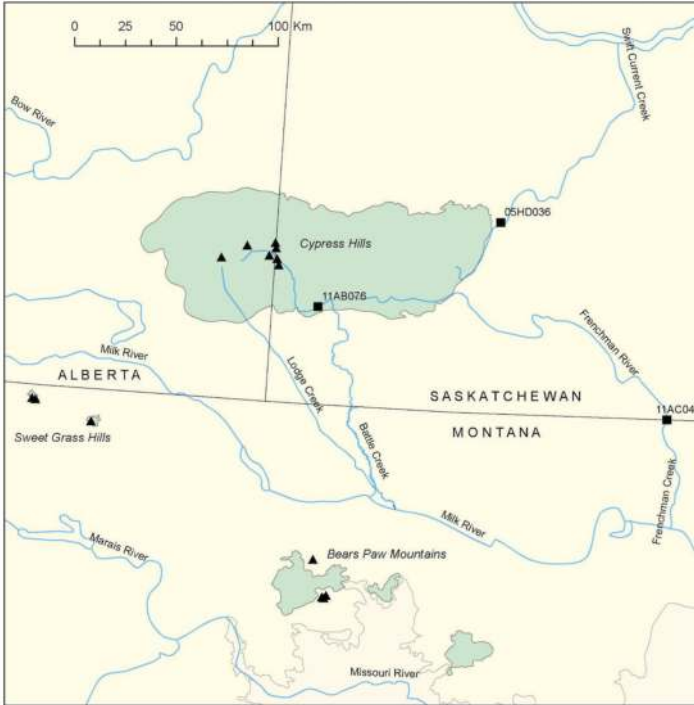 0 25 50 100 Km
Swift Current Creek
Bow River
05HD036
Cypress Hills
11AB076
Frenchman River
Milk River
ALBERTA
Lodge Creek
SASKATCHEWAN
11AC04
MONTANA
Sweet Grass Hills
Battle Creek
Milk River
Frenchman Creek
Marais River
Bears Paw Mountains
Missouri River